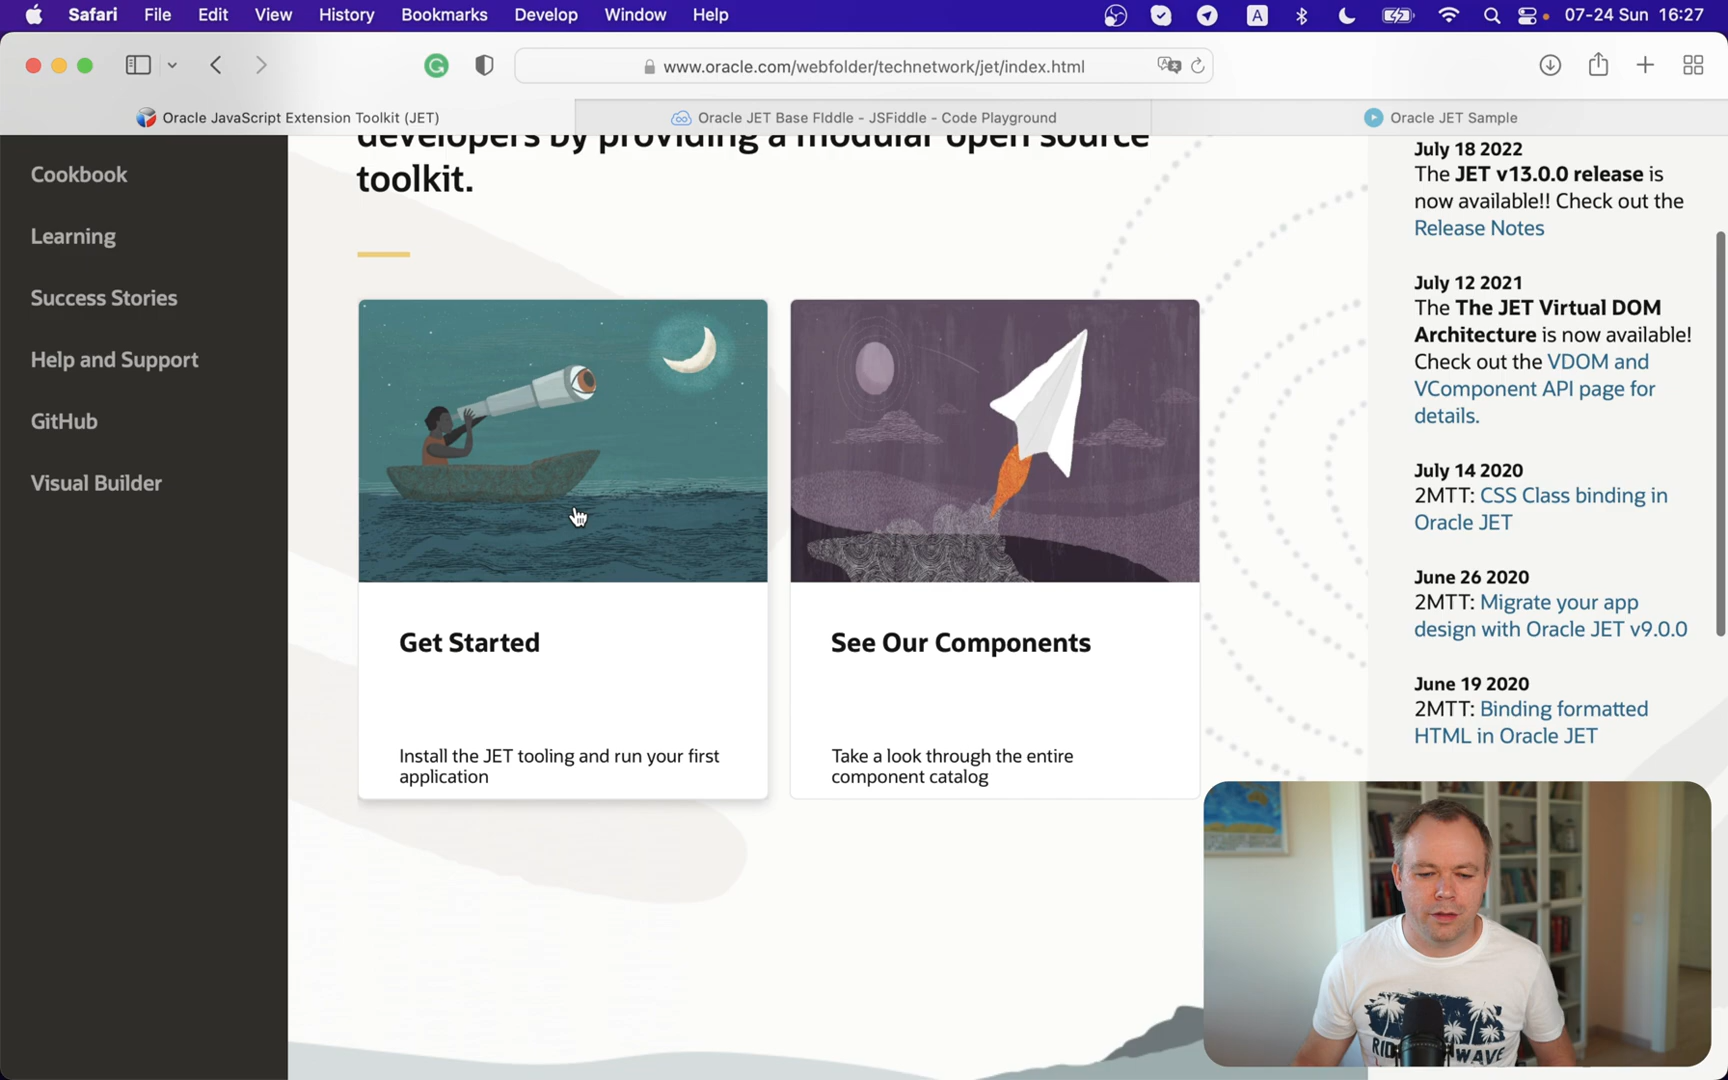 Safari File Edit View History Bookmarks Develop Window Help A 07-24 Sun 16:27
www.oracle.com/webfolder/technetwork/jet/index.html
Oracle JavaScript Extension Toolkit (JET)
Oracle JET Base FIddle - JSFiddle - Code Playground
Oracle JET Sample
Cookbook
Learning
Success Stories
Help and Support
GitHub
Visual Builder
developers by providing a modular open source
toolkit.
Get Started
Install the JET tooling and run your first
application
See Our Components
Take a look through the entire
component catalog
July 18 2022
The JET v13.0.0 release is
now available!! Check out the
Release Notes
July 12 2021
The The JET Virtual DOM
Architecture is now available!
Check out the VDOM and
VComponent API page for
details.
July 14 2020
2MTT: CSS Class binding in
Oracle JET
June 26 2020
2MTT: Migrate your app
design with Oracle JET v9.0.0
June 19 2020
2MTT: Binding formatted
HTML in Oracle JET